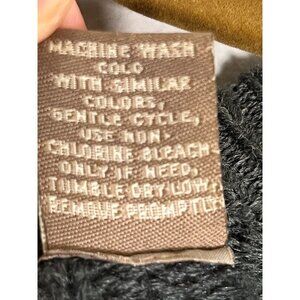 MACHINE WASH
COLD
WITH SIMILAR
COLORS,
GENTLE CYCLE,
USE NON-
CHLORINE BLEACH
ONLY IF NEED,
TUMBLE DRY LOW,
REMOVE PROMPTLY